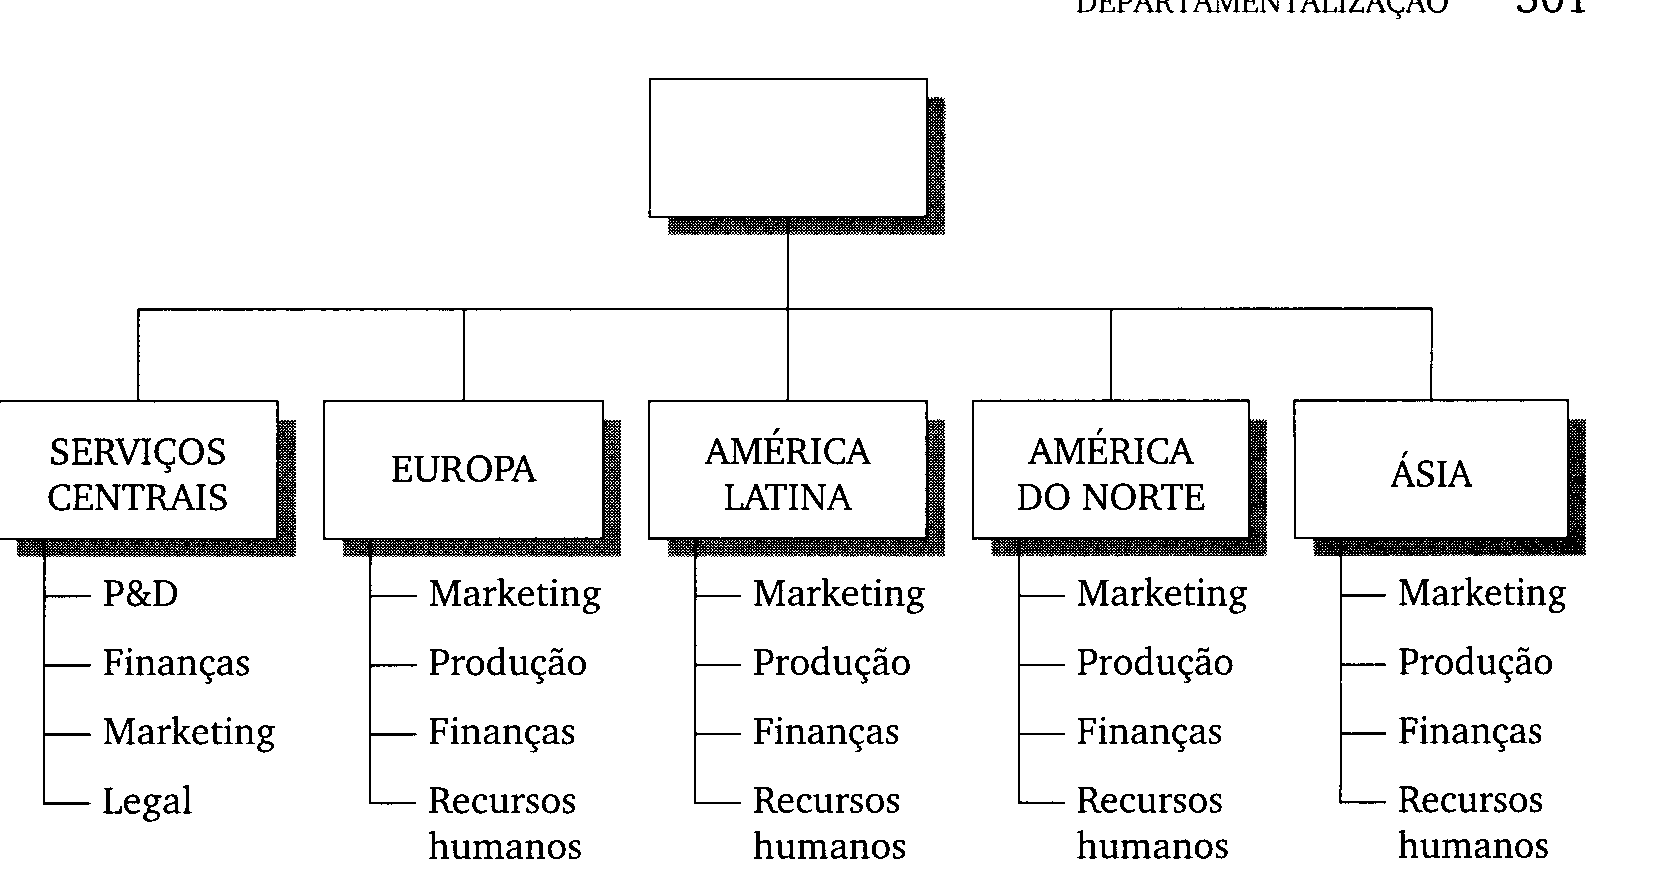 DEPARTAMENTALIZAÇÃO 301
SERVIÇOS
CENTRAIS
EUROPA
AMÉRICA
LATINA
AMÉRICA
DO NORTE
ÁSIA
P&D
Finanças
Marketing
Legal
Marketing
Produção
Finanças
Recursos
humanos
Marketing
Produção
Finanças
Recursos
humanos
Marketing
Produção
Finanças
Recursos
humanos
Marketing
Produção
Finanças
Recursos
humanos